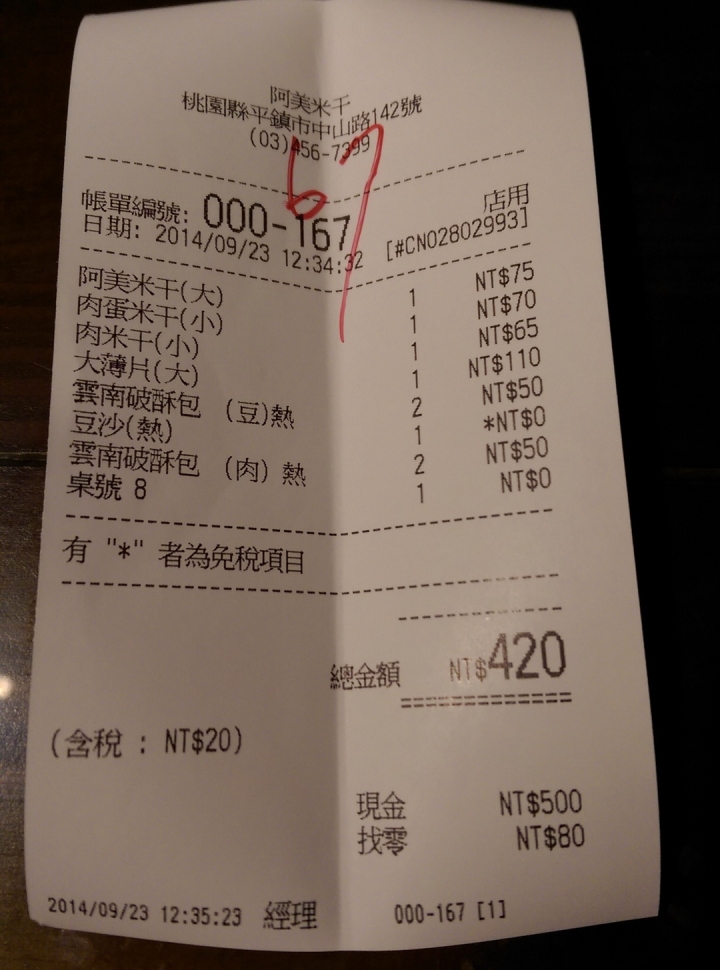 阿美米干
桃園縣平鎮市中山路142號
(03)456-7399
67
店用
帳單編號: 000-167
日期: 2014/09/23 12:34:32 [#CN02802993]
阿美米干(大) 1 NT$75
肉蛋米干(小) 1 NT$70
肉米干(小) 1 NT$65
大薄片(大) 1 NT$110
雲南破酥包 (豆)熱 2 NT$50
豆沙(熱) 1 *NT$0
雲南破酥包 (肉) 熱 2 NT$50
桌號 8 1 NT$0
有 "*" 者為免稅項目
總金額 NT$420
(含稅 : NT$20)
現金 NT$500
找零 NT$80
2014/09/23 12:35:23 經理 000-167 [1]